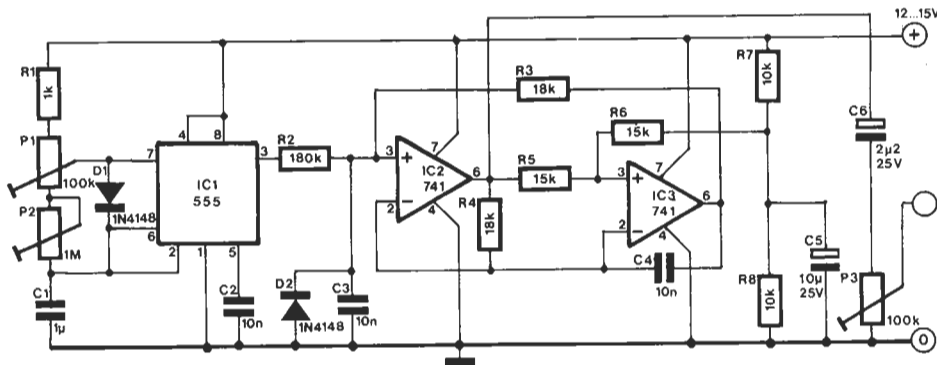 12...15V
+
R1
1k
P1
100k
P2
1M
C1
1µ
D1
1N4148
7
6
2
4
8
3
1
5
IC1
555
C2
10n
R2
180k
D2
1N4148
C3
10n
3
2
+
−
7
4
6
IC2
741
R3
18k
R4
18k
R5
15k
R6
15k
3
2
+
−
7
4
6
IC3
741
C4
10n
R7
10k
R8
10k
C5
10µ
25V
C6
2µ2
25V
P3
100k
0